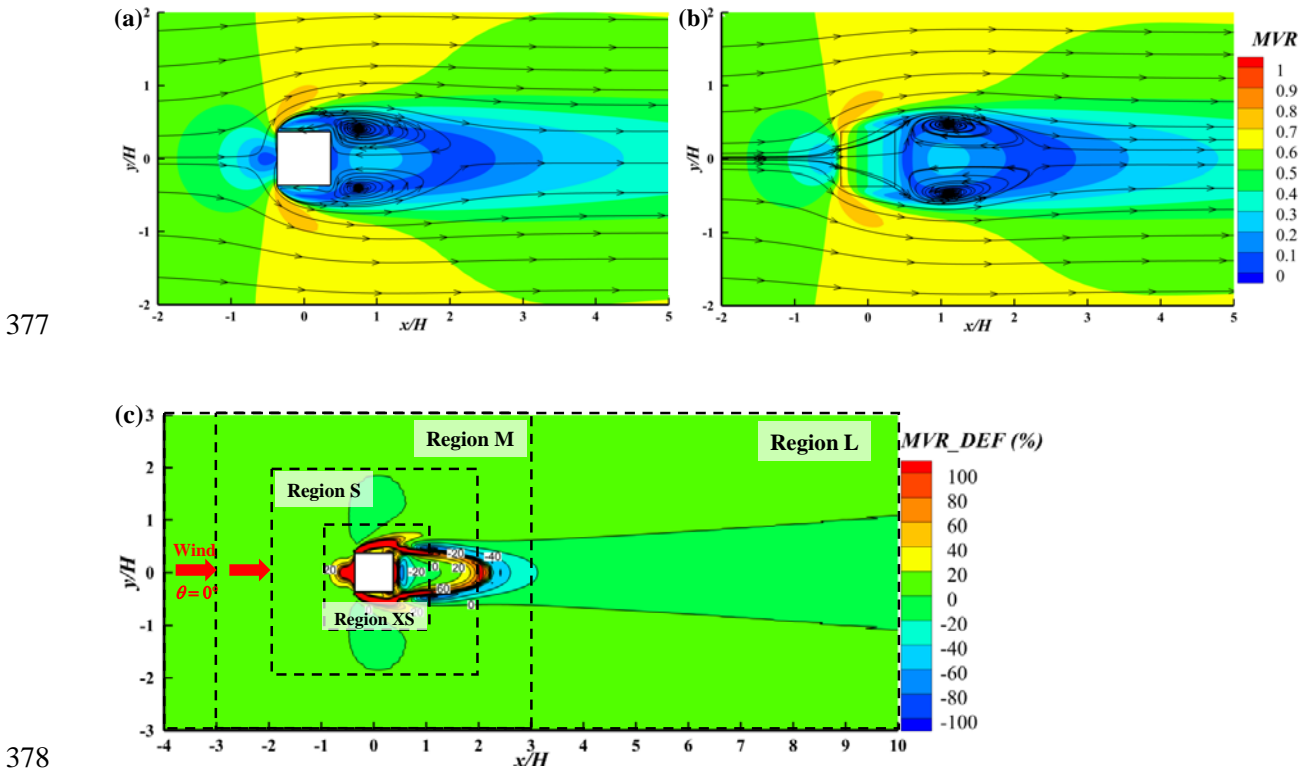 (a)
(b)
y/H
2
1
0
-1
-2
-2 -1 0 1 2 3 4 5
x/H
y/H
2
1
0
-1
-2
-2 -1 0 1 2 3 4 5
x/H
MVR
1
0.9
0.8
0.7
0.6
0.5
0.4
0.3
0.2
0.1
0
377
(c)
y/H
3
2
1
0
-1
-2
-3
Region M
Region L
Region S
Wind
θ = 0°
Region XS
-20
-40
0
20
-20
20
60
0
0
-4 -3 -2 -1 0 1 2 3 4 5 6 7 8 9 10
x/H
MVR_DEF (%)
100
80
60
40
20
0
-20
-40
-60
-80
-100
378